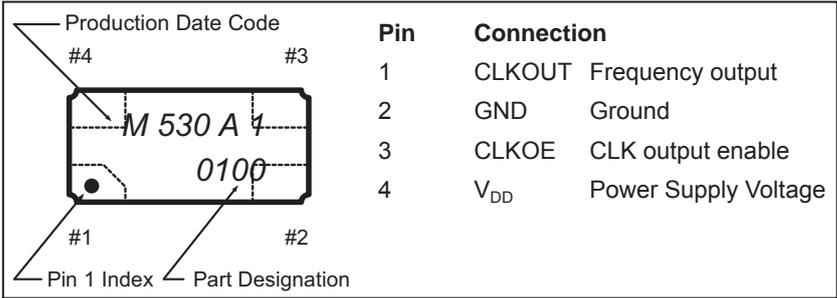 Production Date Code
#4 #3
M 530 A 1
0100
#1 #2
Pin 1 Index Part Designation
Pin Connection
1 CLKOUT Frequency output
2 GND Ground
3 CLKOE CLK output enable
4 VDD Power Supply Voltage